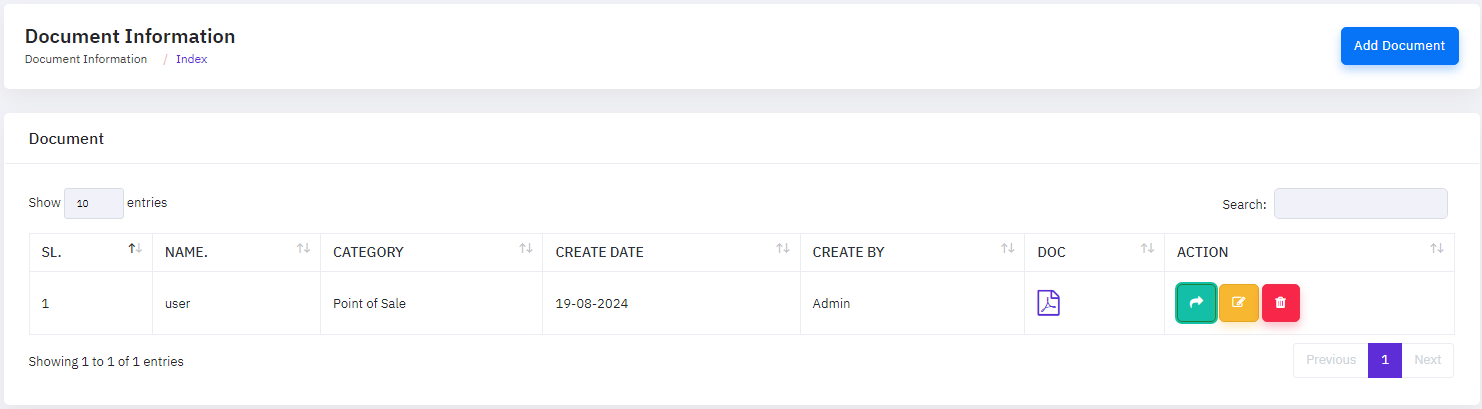 Document Information
Add Document
Document Information / Index
Document
Show 10 entries
Search:
SL. NAME. CATEGORY CREATE DATE CREATE BY DOC ACTION
1 user Point of Sale 19-08-2024 Admin
Showing 1 to 1 of 1 entries
Previous 1 Next